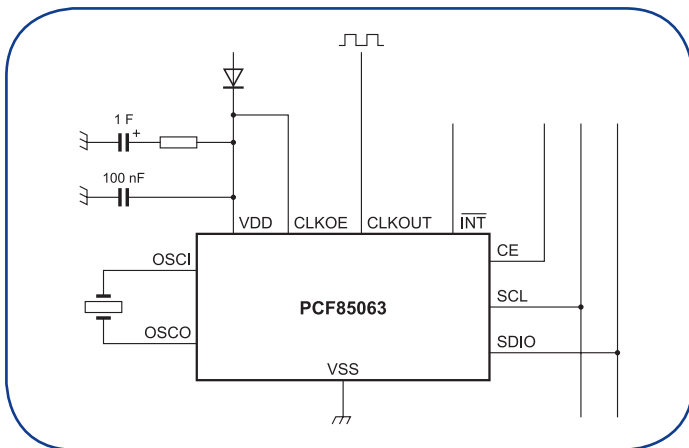 1 F
+
100 nF
VDD
CLKOE
CLKOUT
INT
OSCI
CE
PCF85063
SCL
OSCO
SDIO
VSS